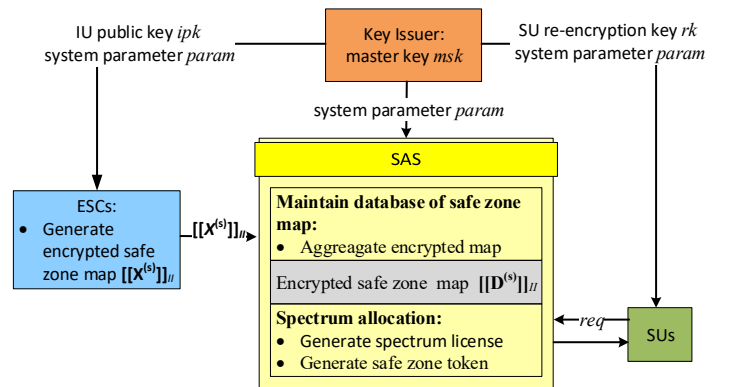 IU public key ipk
system parameter param
Key Issuer:
master key msk
SU re-encryption key rk
system parameter param
system parameter param
SAS
ESCs:
• Generate
encrypted safe
zone map [[X(s)]]II
[[X(s)]]II
Maintain database of safe zone
map:
• Aggreagate encrypted map
Encrypted safe zone map [[D(s)]]II
Spectrum allocation:
• Generate spectrum license
• Generate safe zone token
req
SUs